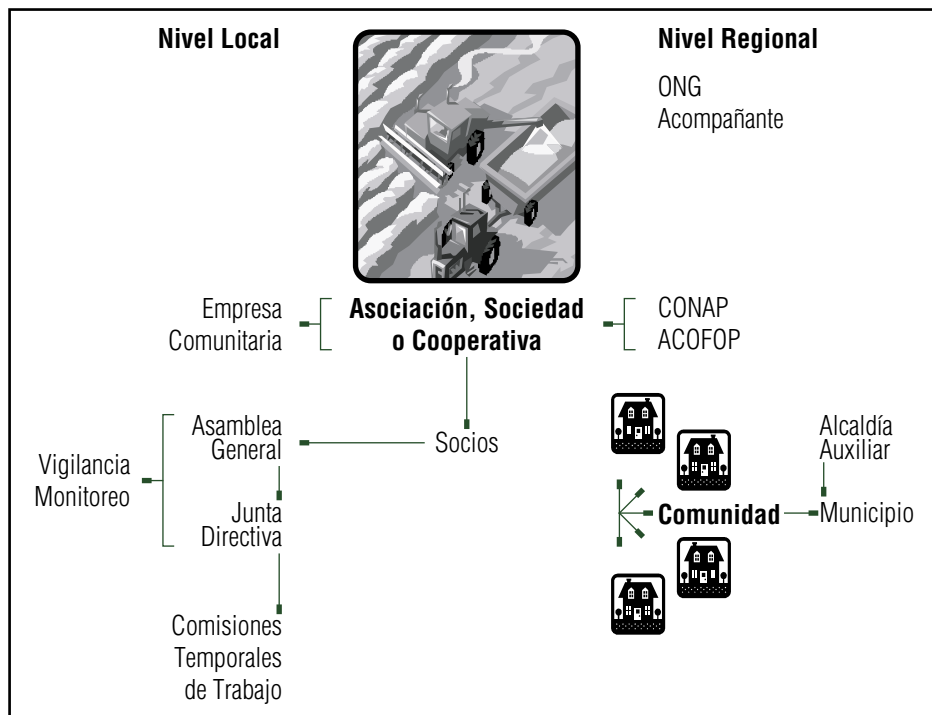 Nivel Local
Nivel Regional
ONG
Acompañante
Empresa
Comunitaria
Asociación, Sociedad
o Cooperativa
CONAP
ACOFOP
Asamblea
General
Socios
Vigilancia
Monitoreo
Junta
Directiva
Comisiones
Temporales
de Trabajo
Alcaldía
Auxiliar
Comunidad
Municipio